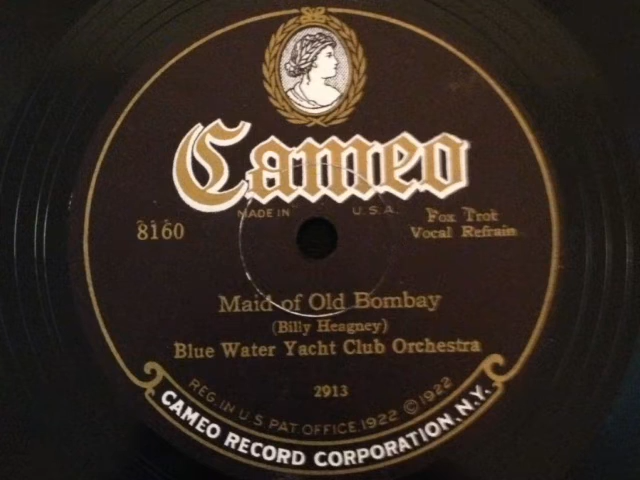 Cameo
MADE IN U.S.A.
8160
Fox Trot
Vocal Refrain
Maid of Old Bombay
(Billy Heagney)
Blue Water Yacht Club Orchestra
2913
REG. IN U.S. PAT OFFICE. 1922 © 1922
CAMEO RECORD CORPORATION, N.Y.